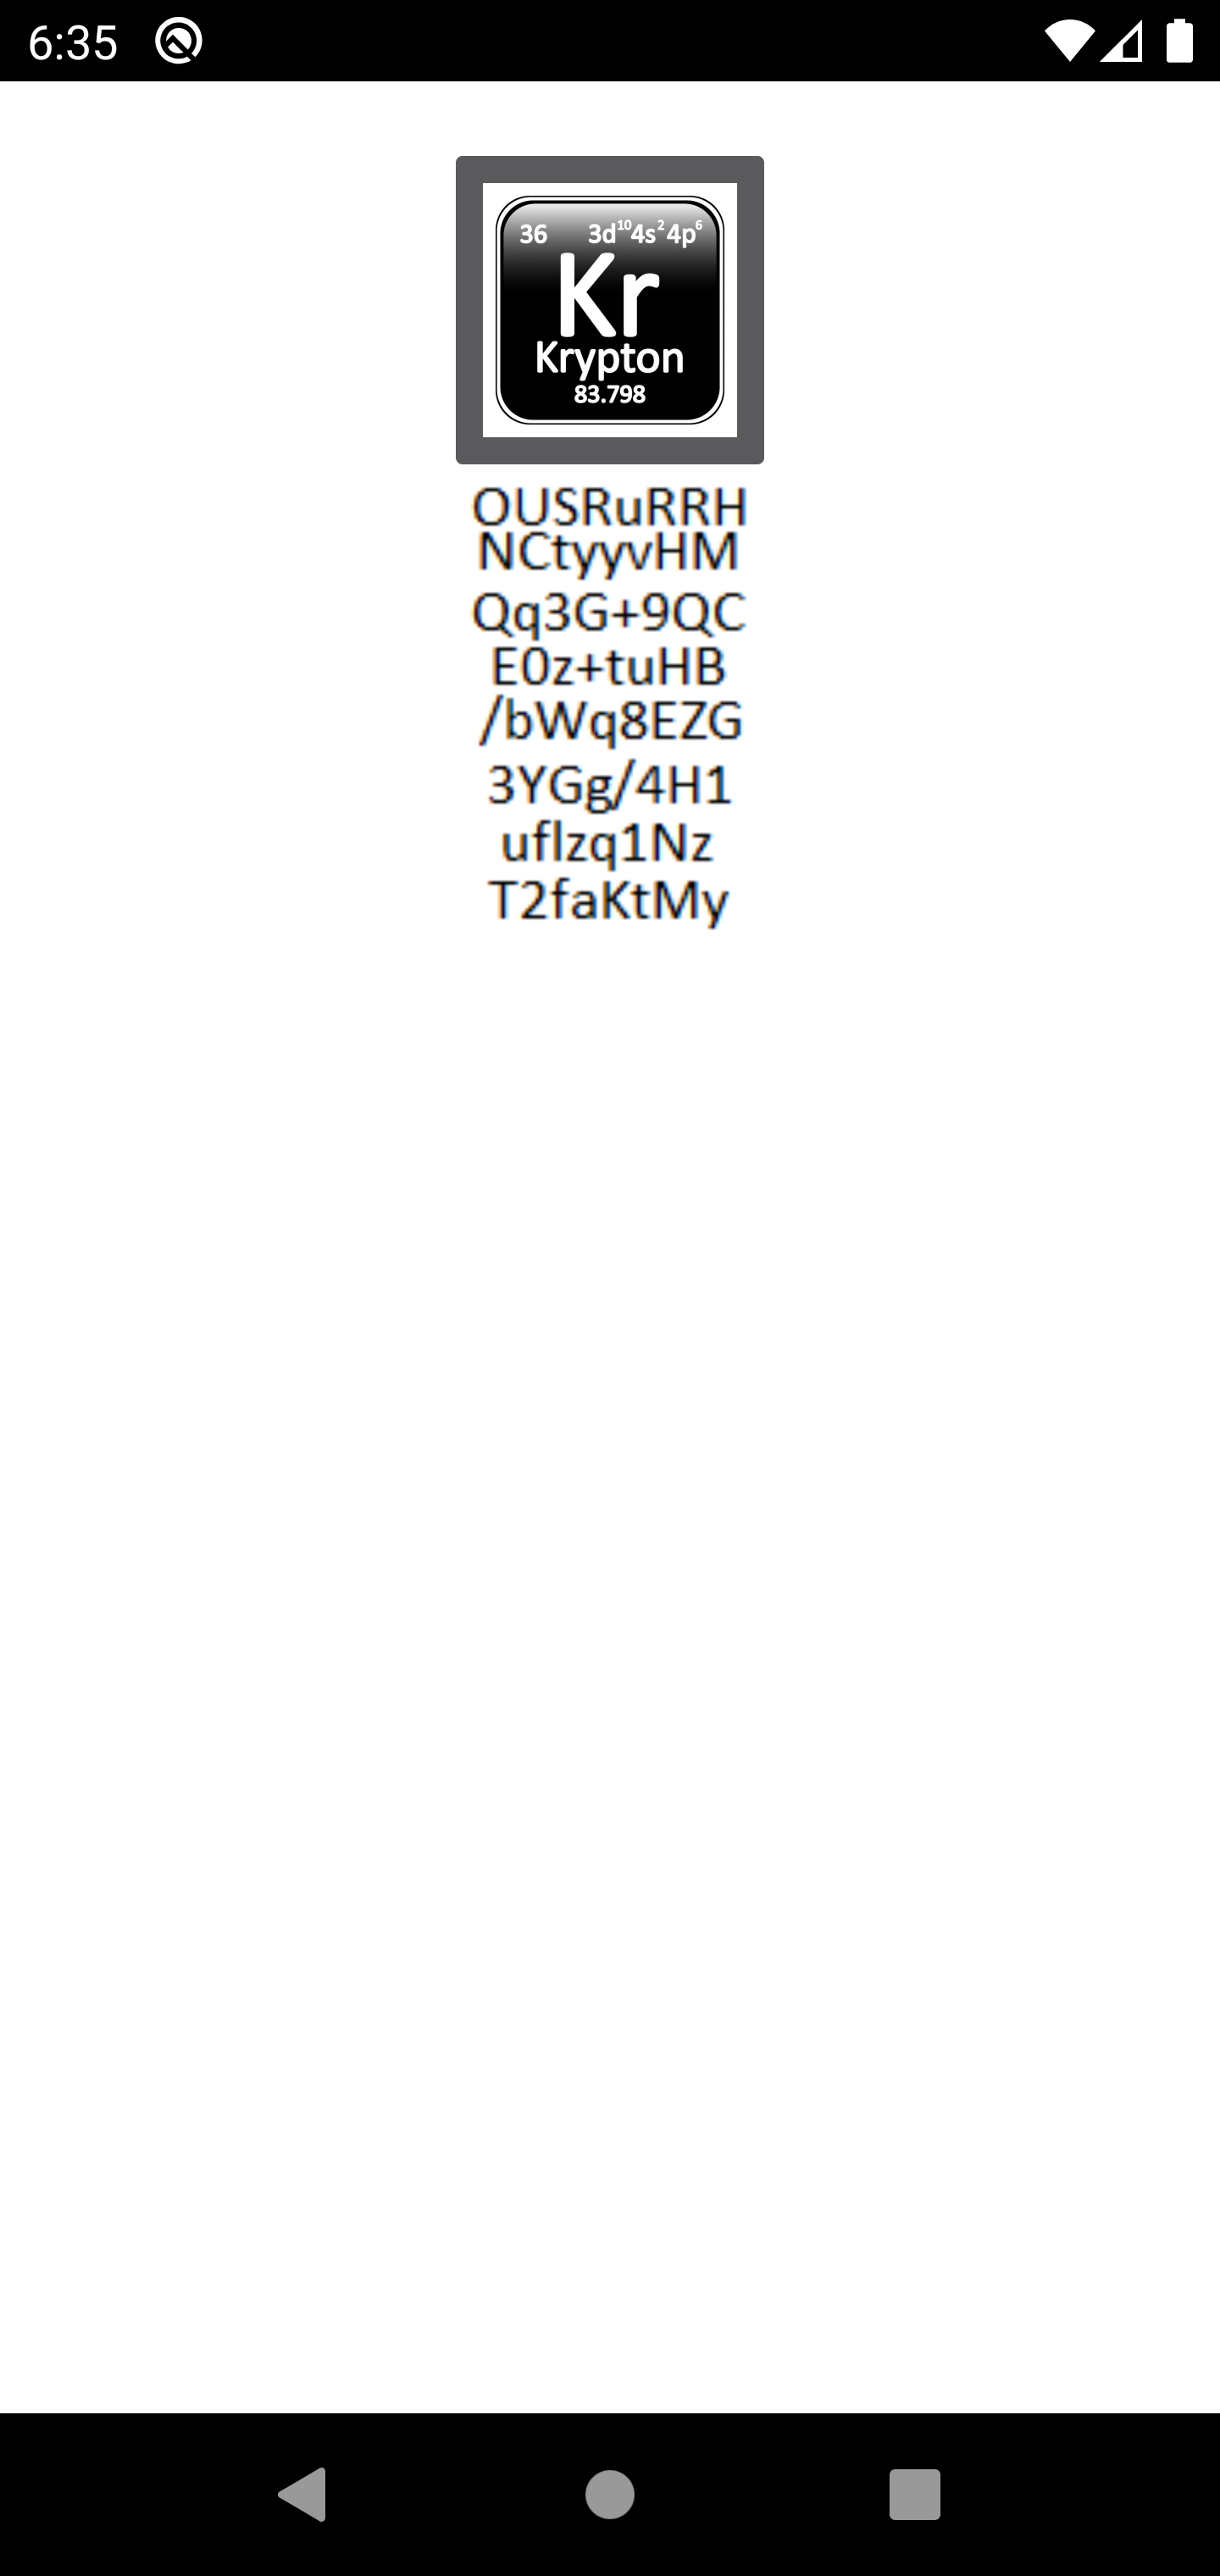 6:35
36 3d¹⁰4s²4p⁶
Kr
Krypton
83.798
OUSRuRRH
NCtyyvHM
Qq3G+9QC
E0z+tuHB
/bWq8EZG
3YGg/4H1
uflzq1Nz
T2faKtMy